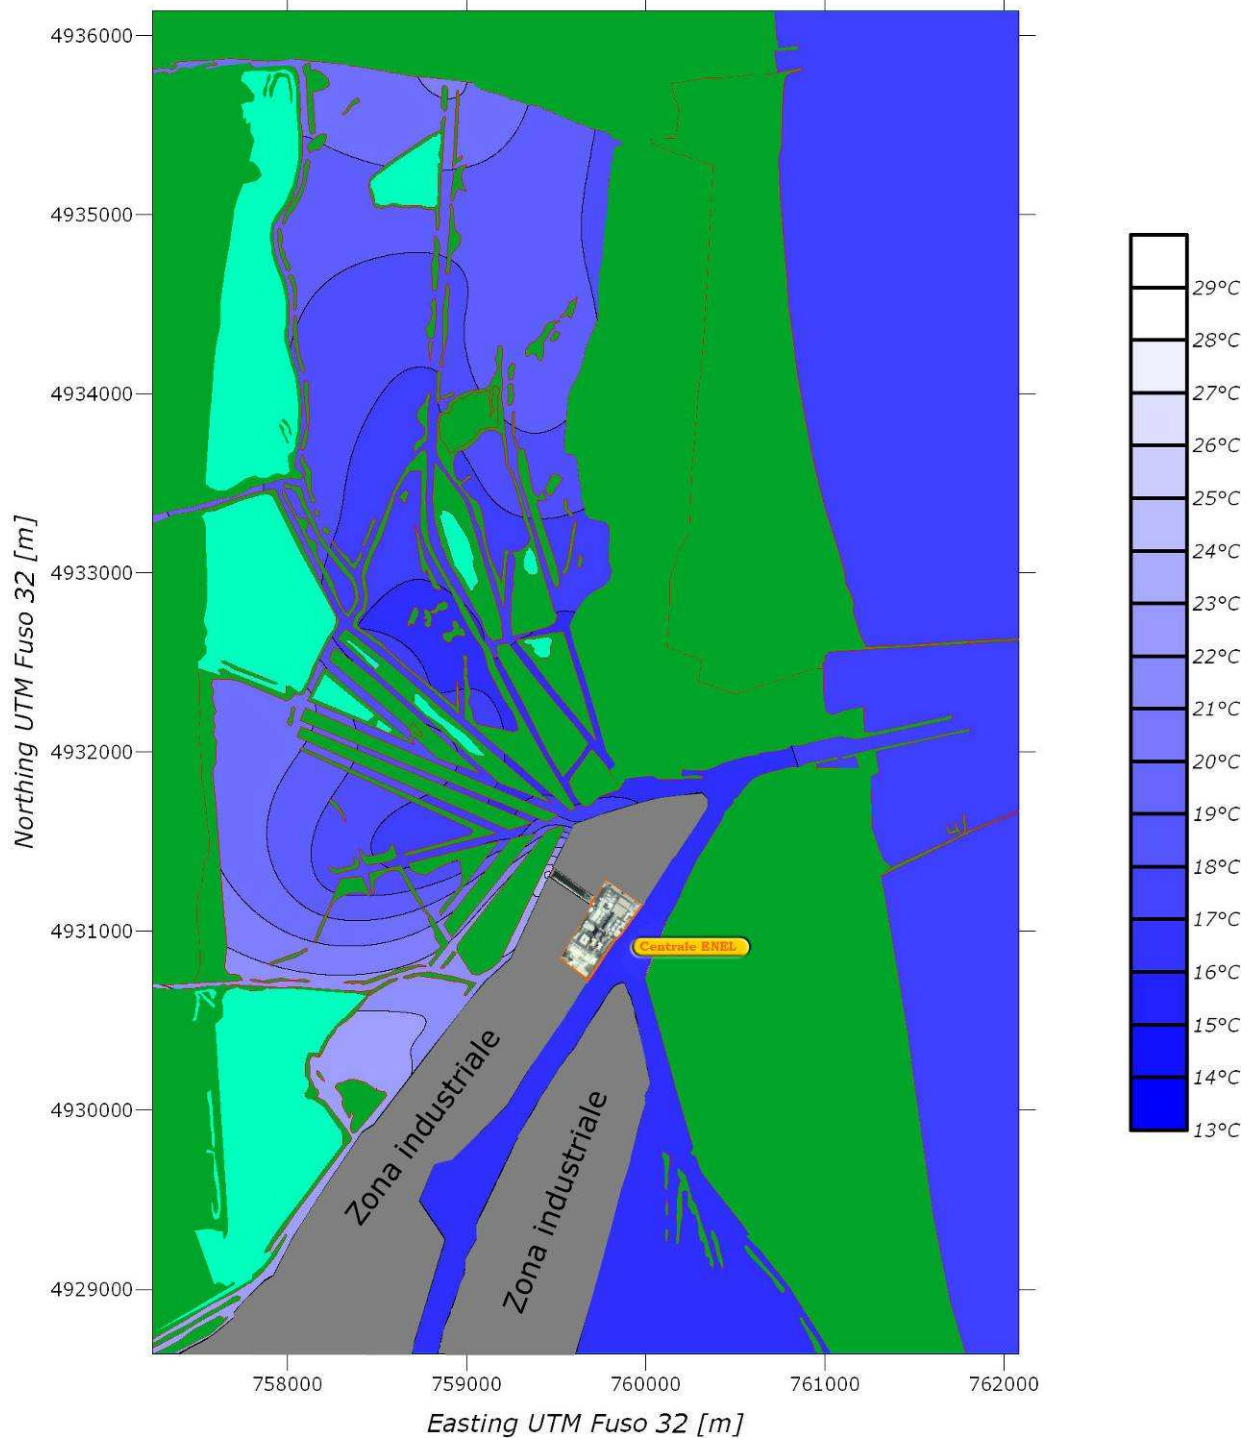 4936000
4935000
4934000
4933000
4932000
4931000
4930000
4929000
Northing UTM Fuso 32 [m]
758000
759000
760000
761000
762000
Easting UTM Fuso 32 [m]
Centrale ENEL
Zona industriale
Zona industriale
29°C
28°C
27°C
26°C
25°C
24°C
23°C
22°C
21°C
20°C
19°C
18°C
17°C
16°C
15°C
14°C
13°C